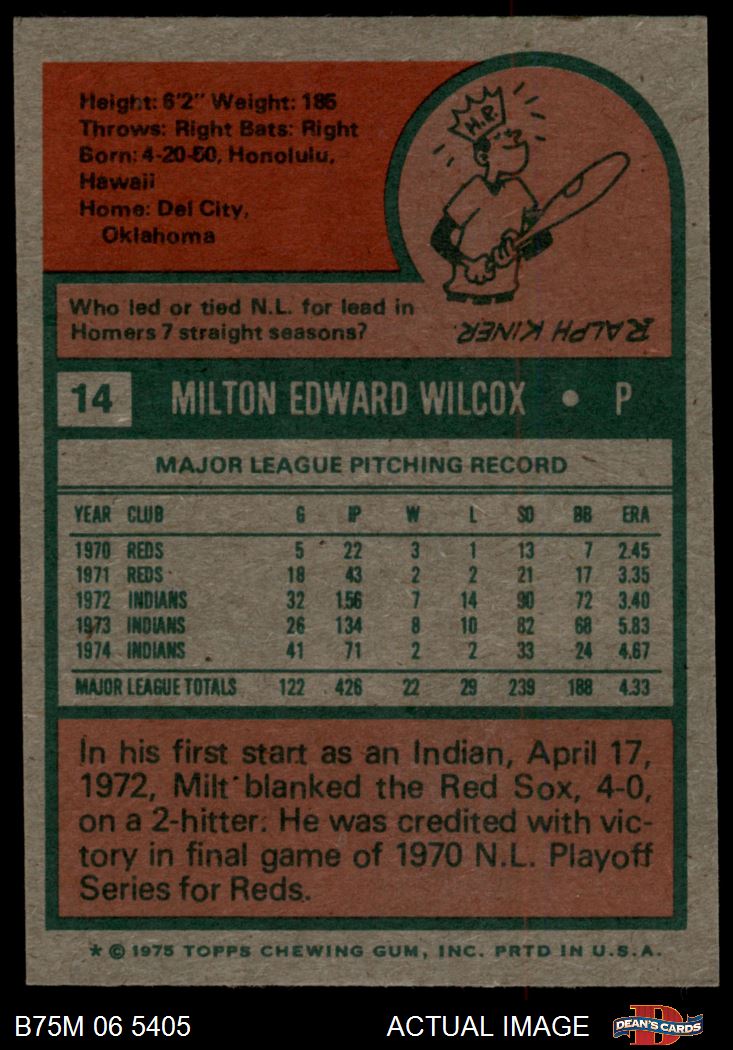 Height: 6'2" Weight: 185
Throws: Right Bats: Right
Born: 4-20-50, Honolulu,
Hawaii
Home: Del City,
Oklahoma
H.R.
Who led or tied N.L. for lead in
Homers 7 straight seasons?
RALPH KINER.
14 MILTON EDWARD WILCOX • P
MAJOR LEAGUE PITCHING RECORD
YEAR CLUB G IP W L SO BB ERA
1970 REDS 5 22 3 1 13 7 2.45
1971 REDS 18 43 2 2 21 17 3.35
1972 INDIANS 32 156 7 14 90 72 3.40
1973 INDIANS 26 134 8 10 82 68 5.83
1974 INDIANS 41 71 2 2 33 24 4.67
MAJOR LEAGUE TOTALS 122 426 22 29 239 188 4.33
In his first start as an Indian, April 17,
1972, Milt blanked the Red Sox, 4-0,
on a 2-hitter. He was credited with vic-
tory in final game of 1970 N.L. Playoff
Series for Reds.
* © 1975 TOPPS CHEWING GUM, INC. PRTD IN U.S.A.
B75M 06 5405 ACTUAL IMAGE
D DEAN'S CARDS